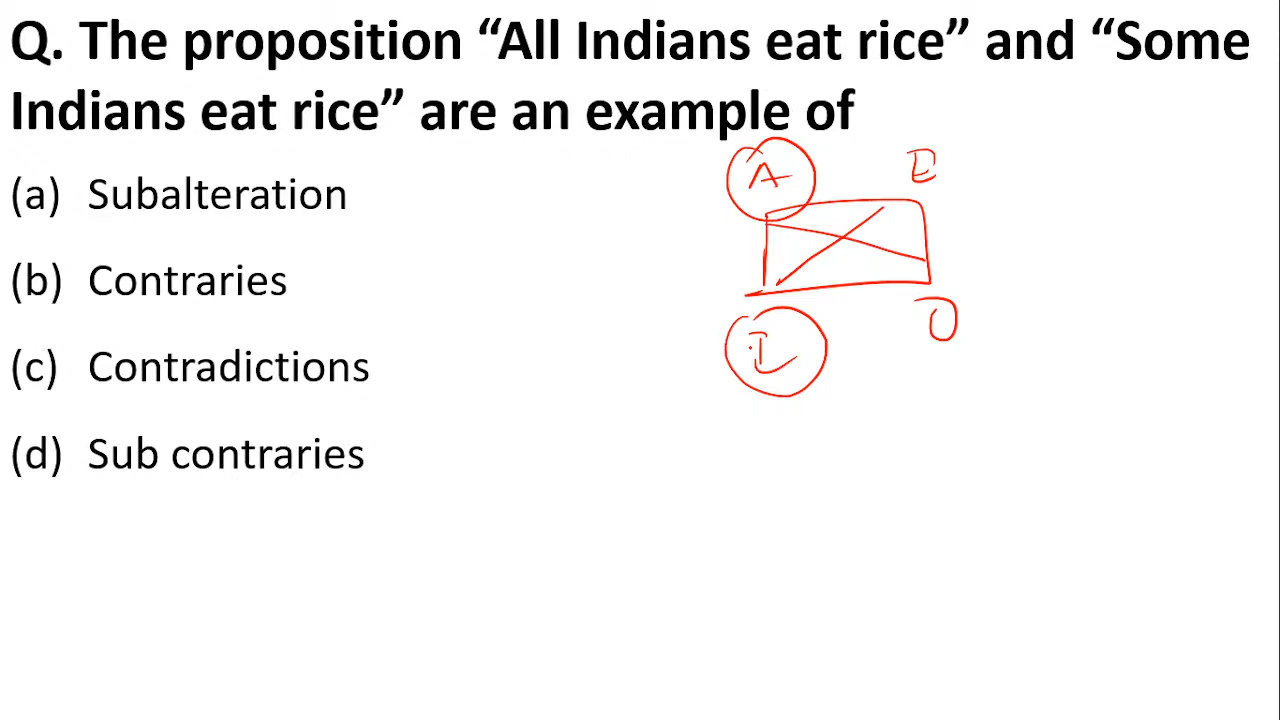 Q. The proposition “All Indians eat rice” and “Some
Indians eat rice” are an example of
(a) Subalteration
(b) Contraries
(c) Contradictions
(d) Sub contraries
A E
I O